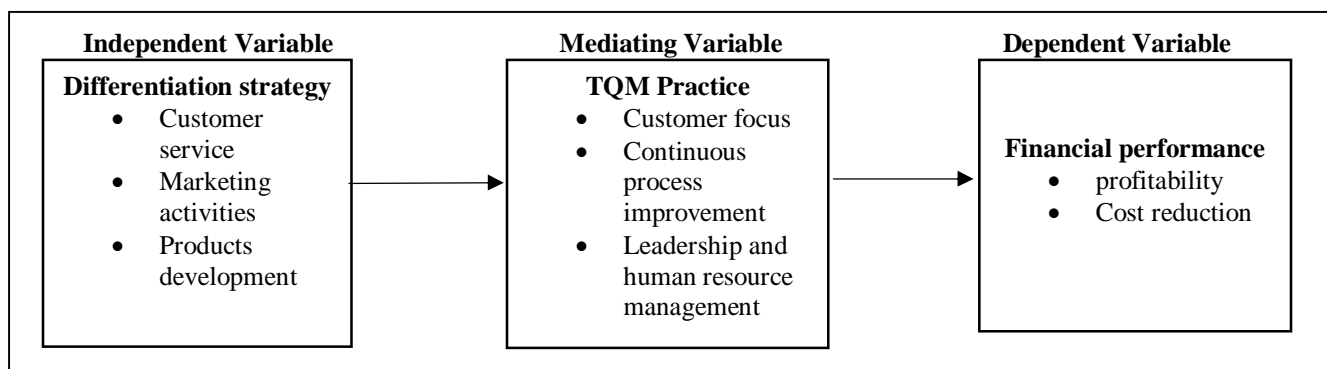 Independent Variable
Differentiation strategy
• Customer
service
• Marketing
activities
• Products
development
Mediating Variable
TQM Practice
• Customer focus
• Continuous
process
improvement
• Leadership and
human resource
management
Dependent Variable
Financial performance
• profitability
• Cost reduction